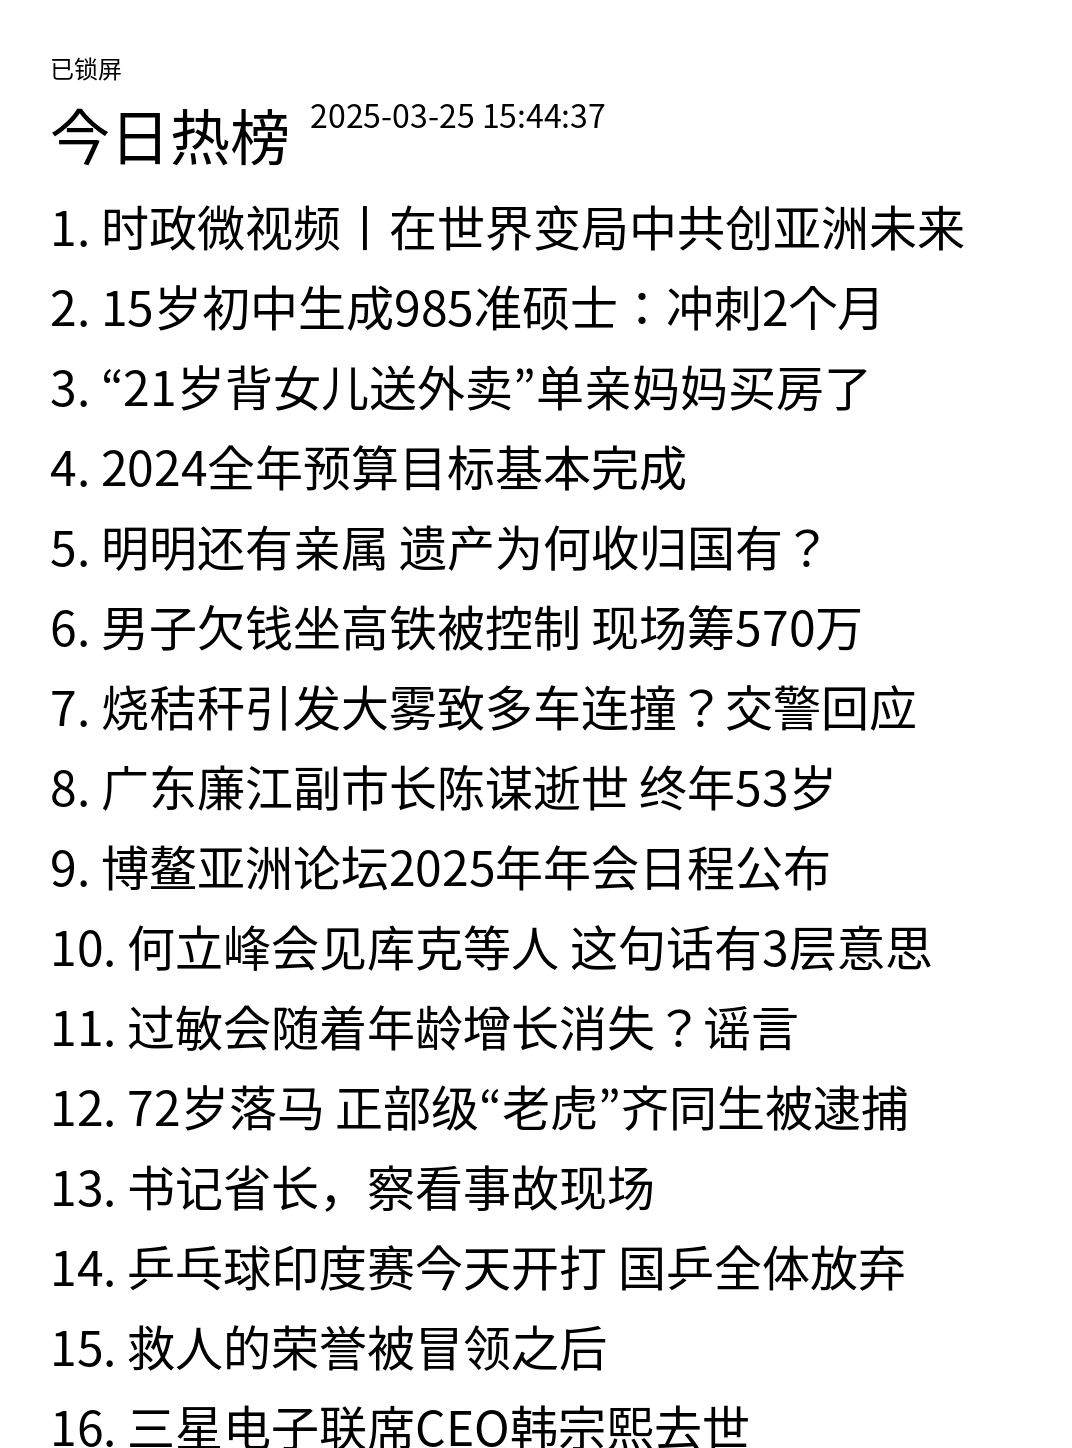 已锁屏
今日热榜 2025-03-25 15:44:37
1. 时政微视频丨在世界变局中共创亚洲未来
2. 15岁初中生成985准硕士：冲刺2个月
3. “21岁背女儿送外卖”单亲妈妈买房了
4. 2024全年预算目标基本完成
5. 明明还有亲属 遗产为何收归国有？
6. 男子欠钱坐高铁被控制 现场筹570万
7. 烧秸秆引发大雾致多车连撞？交警回应
8. 广东廉江副市长陈谋逝世 终年53岁
9. 博鳌亚洲论坛2025年年会日程公布
10. 何立峰会见库克等人 这句话有3层意思
11. 过敏会随着年龄增长消失？谣言
12. 72岁落马 正部级“老虎”齐同生被逮捕
13. 书记省长，察看事故现场
14. 乒乓球印度赛今天开打 国乒全体放弃
15. 救人的荣誉被冒领之后
16. 三星电子联席CEO韩宗熙去世